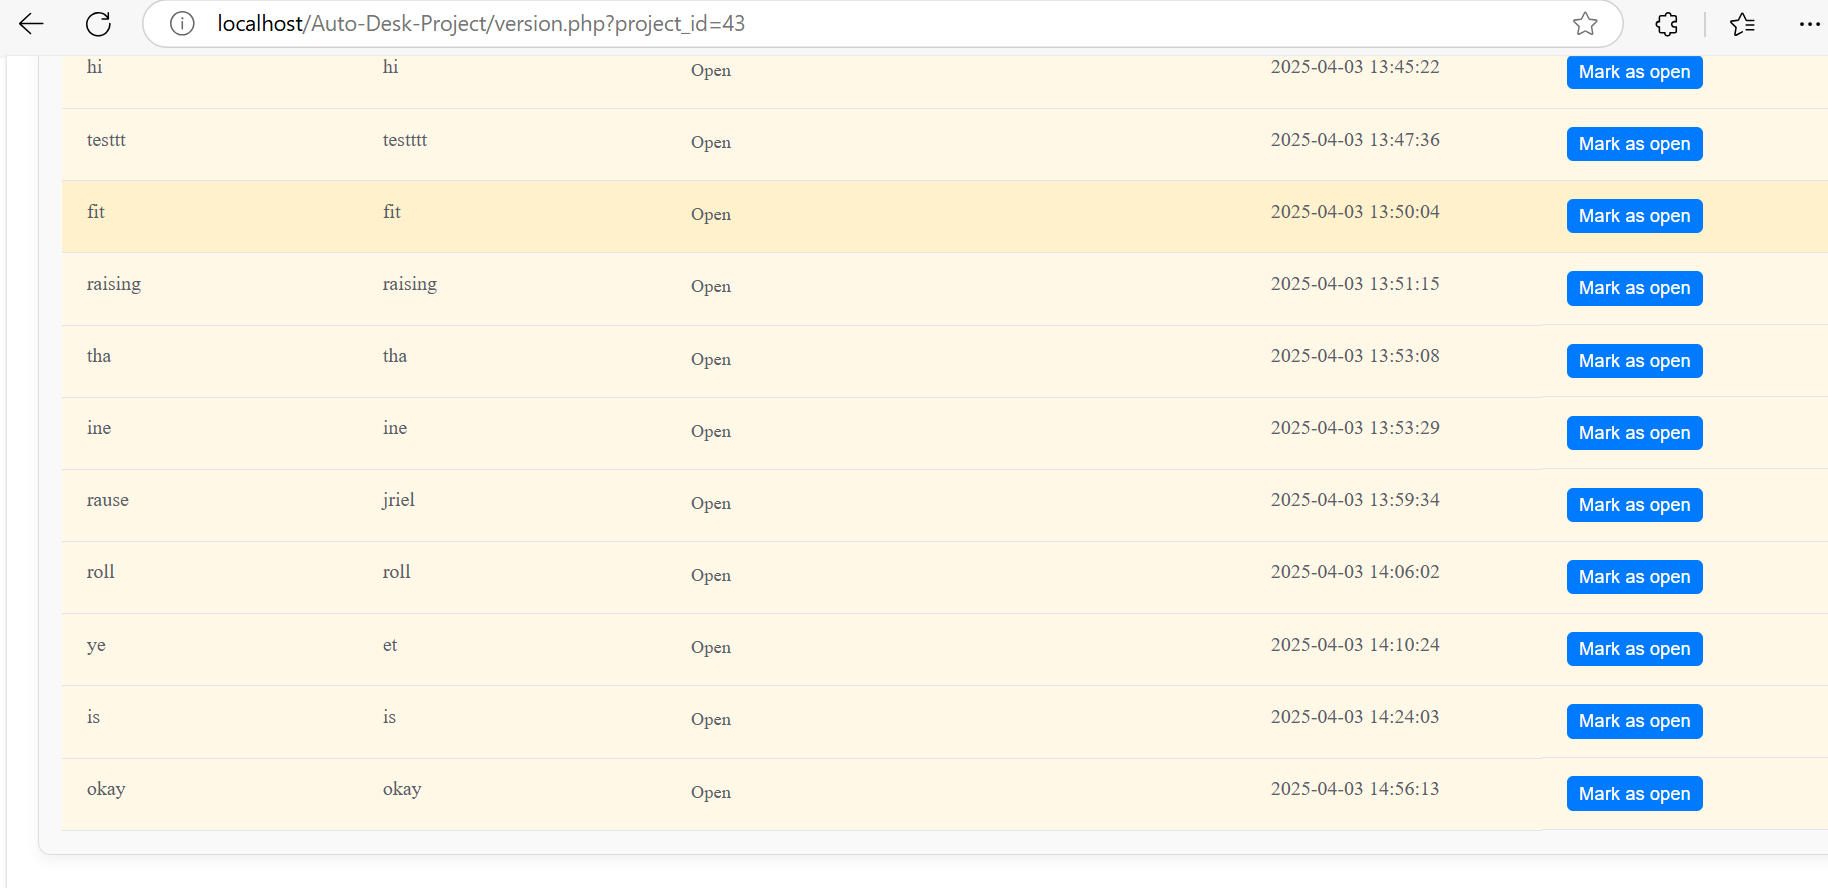 localhost/Auto-Desk-Project/version.php?project_id=43
hi hi Open 2025-04-03 13:45:22 Mark as open
testtt testttt Open 2025-04-03 13:47:36 Mark as open
fit fit Open 2025-04-03 13:50:04 Mark as open
raising raising Open 2025-04-03 13:51:15 Mark as open
tha tha Open 2025-04-03 13:53:08 Mark as open
ine ine Open 2025-04-03 13:53:29 Mark as open
rause jriel Open 2025-04-03 13:59:34 Mark as open
roll roll Open 2025-04-03 14:06:02 Mark as open
ye et Open 2025-04-03 14:10:24 Mark as open
is is Open 2025-04-03 14:24:03 Mark as open
okay okay Open 2025-04-03 14:56:13 Mark as open